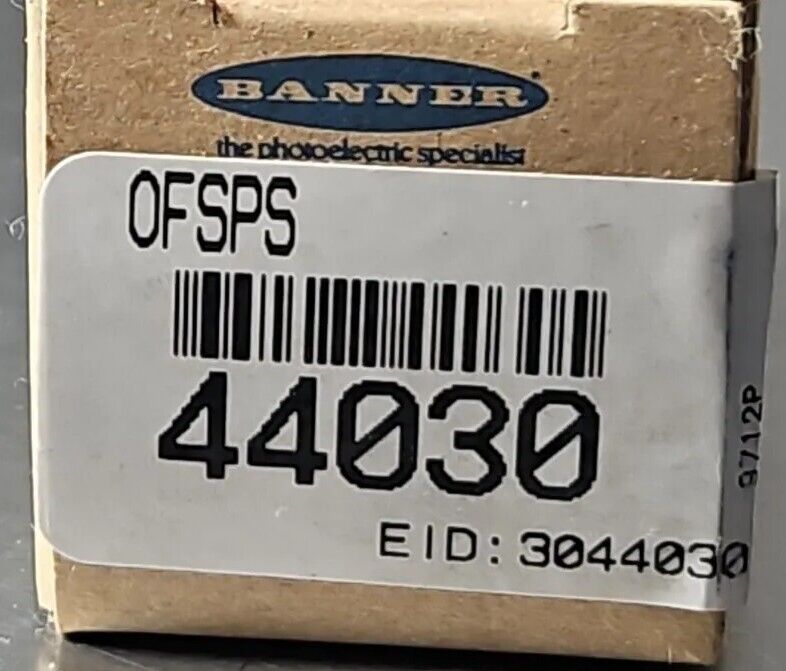 BANNER
the photoelectric specialist
OFSPS
44030
EID: 3044030
9712P